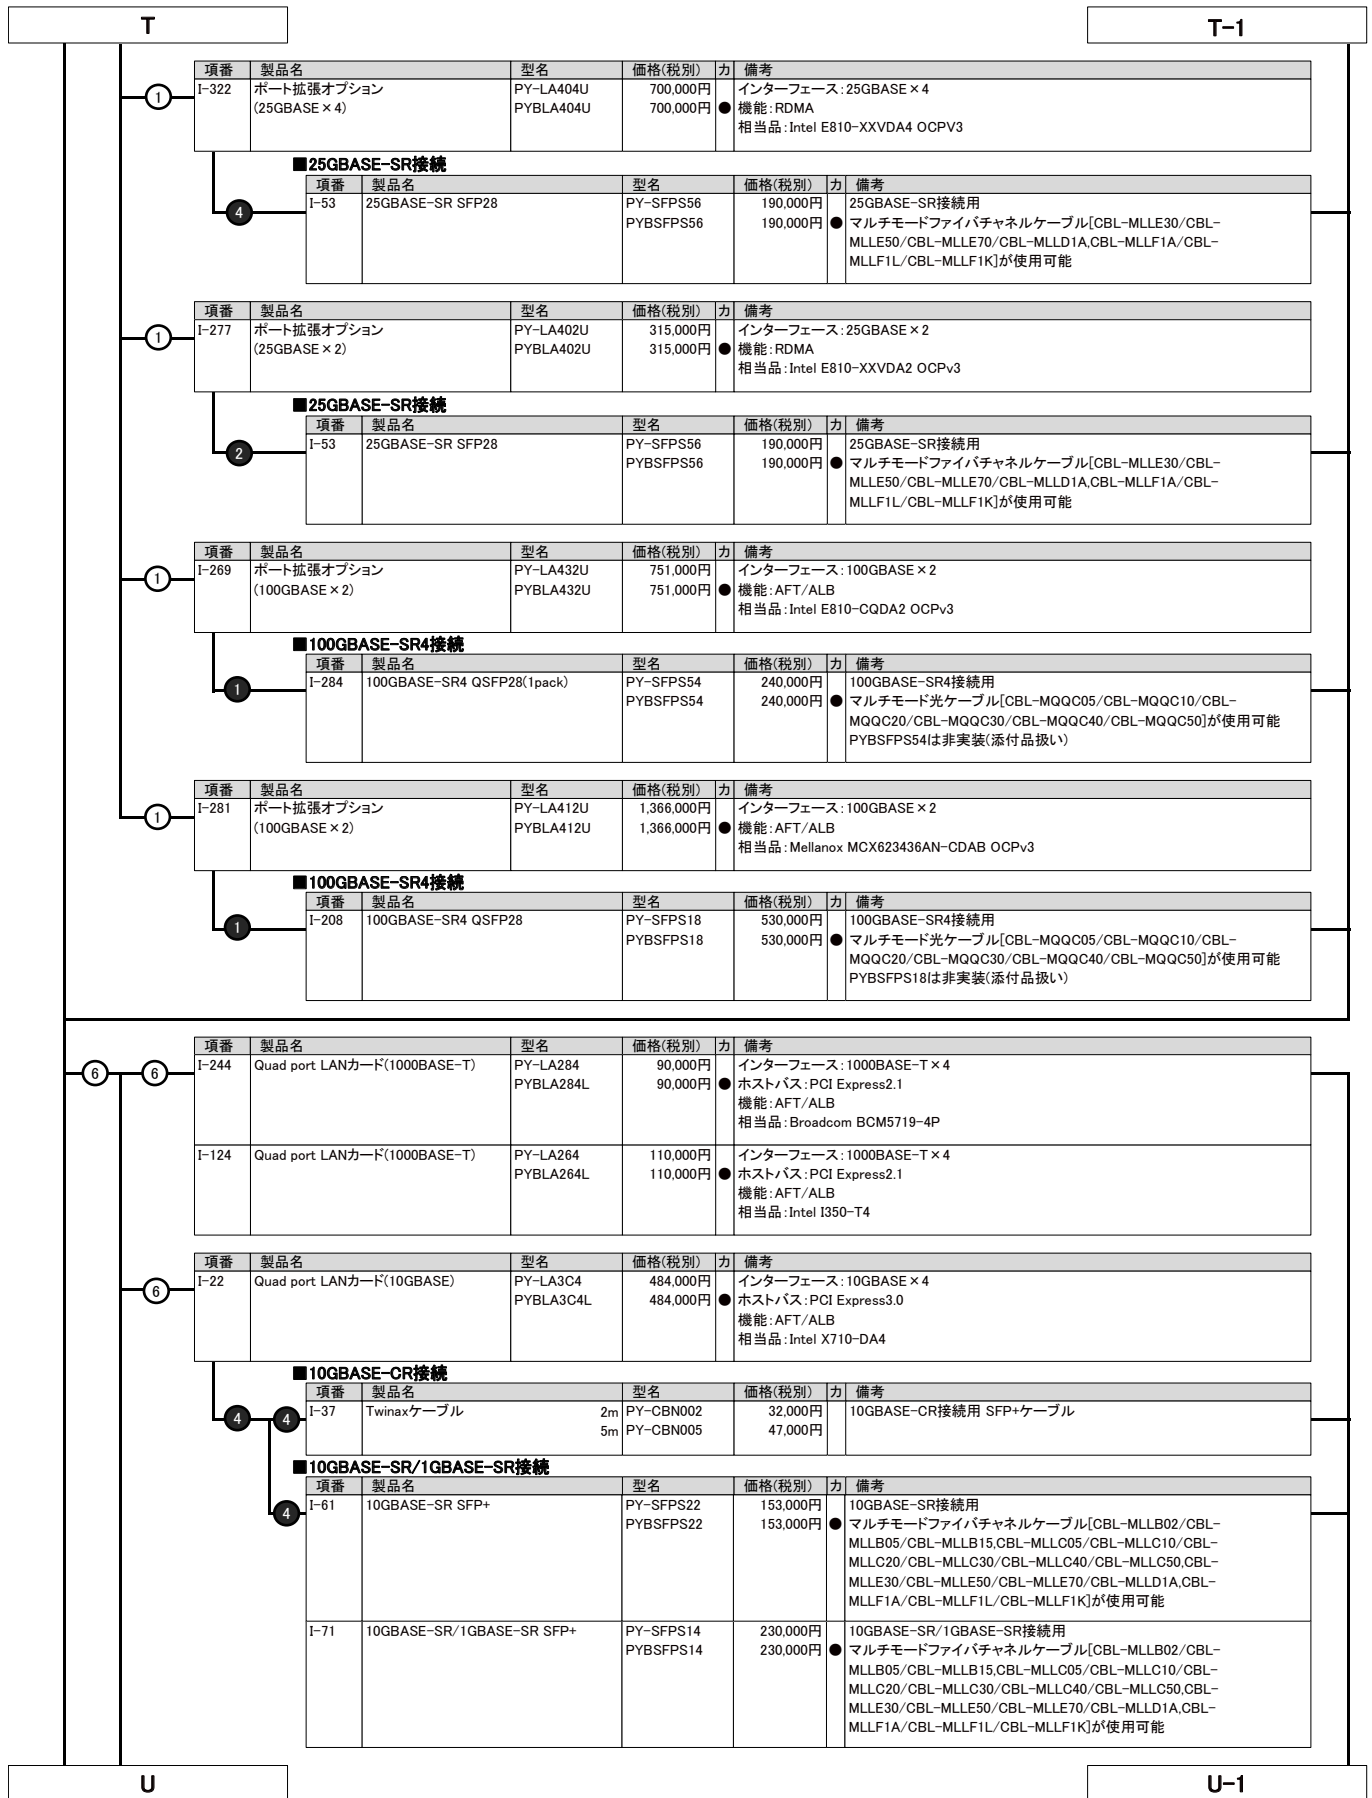 T
T-1
項番 製品名 型名 価格(税別) カ 備考
① I-322 ポート拡張オプション PY-LA404U 700,000円 インターフェース:25GBASE×4
(25GBASE×4) PYBLA404U 700,000円 ● 機能:RDMA
相当品:Intel E810-XXVDA4 OCPV3
■25GBASE-SR接続
項番 製品名 型名 価格(税別) カ 備考
4 I-53 25GBASE-SR SFP28 PY-SFPS56 190,000円 25GBASE-SR接続用
PYBSFPS56 190,000円 ● マルチモードファイバチャネルケーブル[CBL-MLLE30/CBL-
MLLE50/CBL-MLLE70/CBL-MLLD1A,CBL-MLLF1A/CBL-
MLLF1L/CBL-MLLF1K]が使用可能
項番 製品名 型名 価格(税別) カ 備考
① I-277 ポート拡張オプション PY-LA402U 315,000円 インターフェース:25GBASE×2
(25GBASE×2) PYBLA402U 315,000円 ● 機能:RDMA
相当品:Intel E810-XXVDA2 OCPv3
■25GBASE-SR接続
項番 製品名 型名 価格(税別) カ 備考
2 I-53 25GBASE-SR SFP28 PY-SFPS56 190,000円 25GBASE-SR接続用
PYBSFPS56 190,000円 ● マルチモードファイバチャネルケーブル[CBL-MLLE30/CBL-
MLLE50/CBL-MLLE70/CBL-MLLD1A,CBL-MLLF1A/CBL-
MLLF1L/CBL-MLLF1K]が使用可能
項番 製品名 型名 価格(税別) カ 備考
① I-269 ポート拡張オプション PY-LA432U 751,000円 インターフェース:100GBASE×2
(100GBASE×2) PYBLA432U 751,000円 ● 機能:AFT/ALB
相当品:Intel E810-CQDA2 OCPv3
■100GBASE-SR4接続
項番 製品名 型名 価格(税別) カ 備考
1 I-284 100GBASE-SR4 QSFP28(1pack) PY-SFPS54 240,000円 100GBASE-SR4接続用
PYBSFPS54 240,000円 ● マルチモード光ケーブル[CBL-MQQC05/CBL-MQQC10/CBL-
MQQC20/CBL-MQQC30/CBL-MQQC40/CBL-MQQC50]が使用可能
PYBSFPS54は非実装(添付品扱い)
項番 製品名 型名 価格(税別) カ 備考
① I-281 ポート拡張オプション PY-LA412U 1,366,000円 インターフェース:100GBASE×2
(100GBASE×2) PYBLA412U 1,366,000円 ● 機能:AFT/ALB
相当品:Mellanox MCX623436AN-CDAB OCPv3
■100GBASE-SR4接続
項番 製品名 型名 価格(税別) カ 備考
1 I-208 100GBASE-SR4 QSFP28 PY-SFPS18 530,000円 100GBASE-SR4接続用
PYBSFPS18 530,000円 ● マルチモード光ケーブル[CBL-MQQC05/CBL-MQQC10/CBL-
MQQC20/CBL-MQQC30/CBL-MQQC40/CBL-MQQC50]が使用可能
PYBSFPS18は非実装(添付品扱い)
項番 製品名 型名 価格(税別) カ 備考
⑥ ⑥ I-244 Quad port LANカード(1000BASE-T) PY-LA284 90,000円 インターフェース:1000BASE-T×4
PYBLA284L 90,000円 ● ホストバス:PCI Express2.1
機能:AFT/ALB
相当品:Broadcom BCM5719-4P
I-124 Quad port LANカード(1000BASE-T) PY-LA264 110,000円 インターフェース:1000BASE-T×4
PYBLA264L 110,000円 ● ホストバス:PCI Express2.1
機能:AFT/ALB
相当品:Intel I350-T4
項番 製品名 型名 価格(税別) カ 備考
⑥ I-22 Quad port LANカード(10GBASE) PY-LA3C4 484,000円 インターフェース:10GBASE×4
PYBLA3C4L 484,000円 ● ホストバス:PCI Express3.0
機能:AFT/ALB
相当品:Intel X710-DA4
■10GBASE-CR接続
項番 製品名 型名 価格(税別) カ 備考
4 4 I-37 Twinaxケーブル 2m PY-CBN002 32,000円 10GBASE-CR接続用 SFP+ケーブル
5m PY-CBN005 47,000円
■10GBASE-SR/1GBASE-SR接続
項番 製品名 型名 価格(税別) カ 備考
4 I-61 10GBASE-SR SFP+ PY-SFPS22 153,000円 10GBASE-SR接続用
PYBSFPS22 153,000円 ● マルチモードファイバチャネルケーブル[CBL-MLLB02/CBL-
MLLB05/CBL-MLLB15,CBL-MLLC05/CBL-MLLC10/CBL-
MLLC20/CBL-MLLC30/CBL-MLLC40/CBL-MLLC50,CBL-
MLLE30/CBL-MLLE50/CBL-MLLE70/CBL-MLLD1A,CBL-
MLLF1A/CBL-MLLF1L/CBL-MLLF1K]が使用可能
I-71 10GBASE-SR/1GBASE-SR SFP+ PY-SFPS14 230,000円 10GBASE-SR/1GBASE-SR接続用
PYBSFPS14 230,000円 ● マルチモードファイバチャネルケーブル[CBL-MLLB02/CBL-
MLLB05/CBL-MLLB15,CBL-MLLC05/CBL-MLLC10/CBL-
MLLC20/CBL-MLLC30/CBL-MLLC40/CBL-MLLC50,CBL-
MLLE30/CBL-MLLE50/CBL-MLLE70/CBL-MLLD1A,CBL-
MLLF1A/CBL-MLLF1L/CBL-MLLF1K]が使用可能
U
U-1